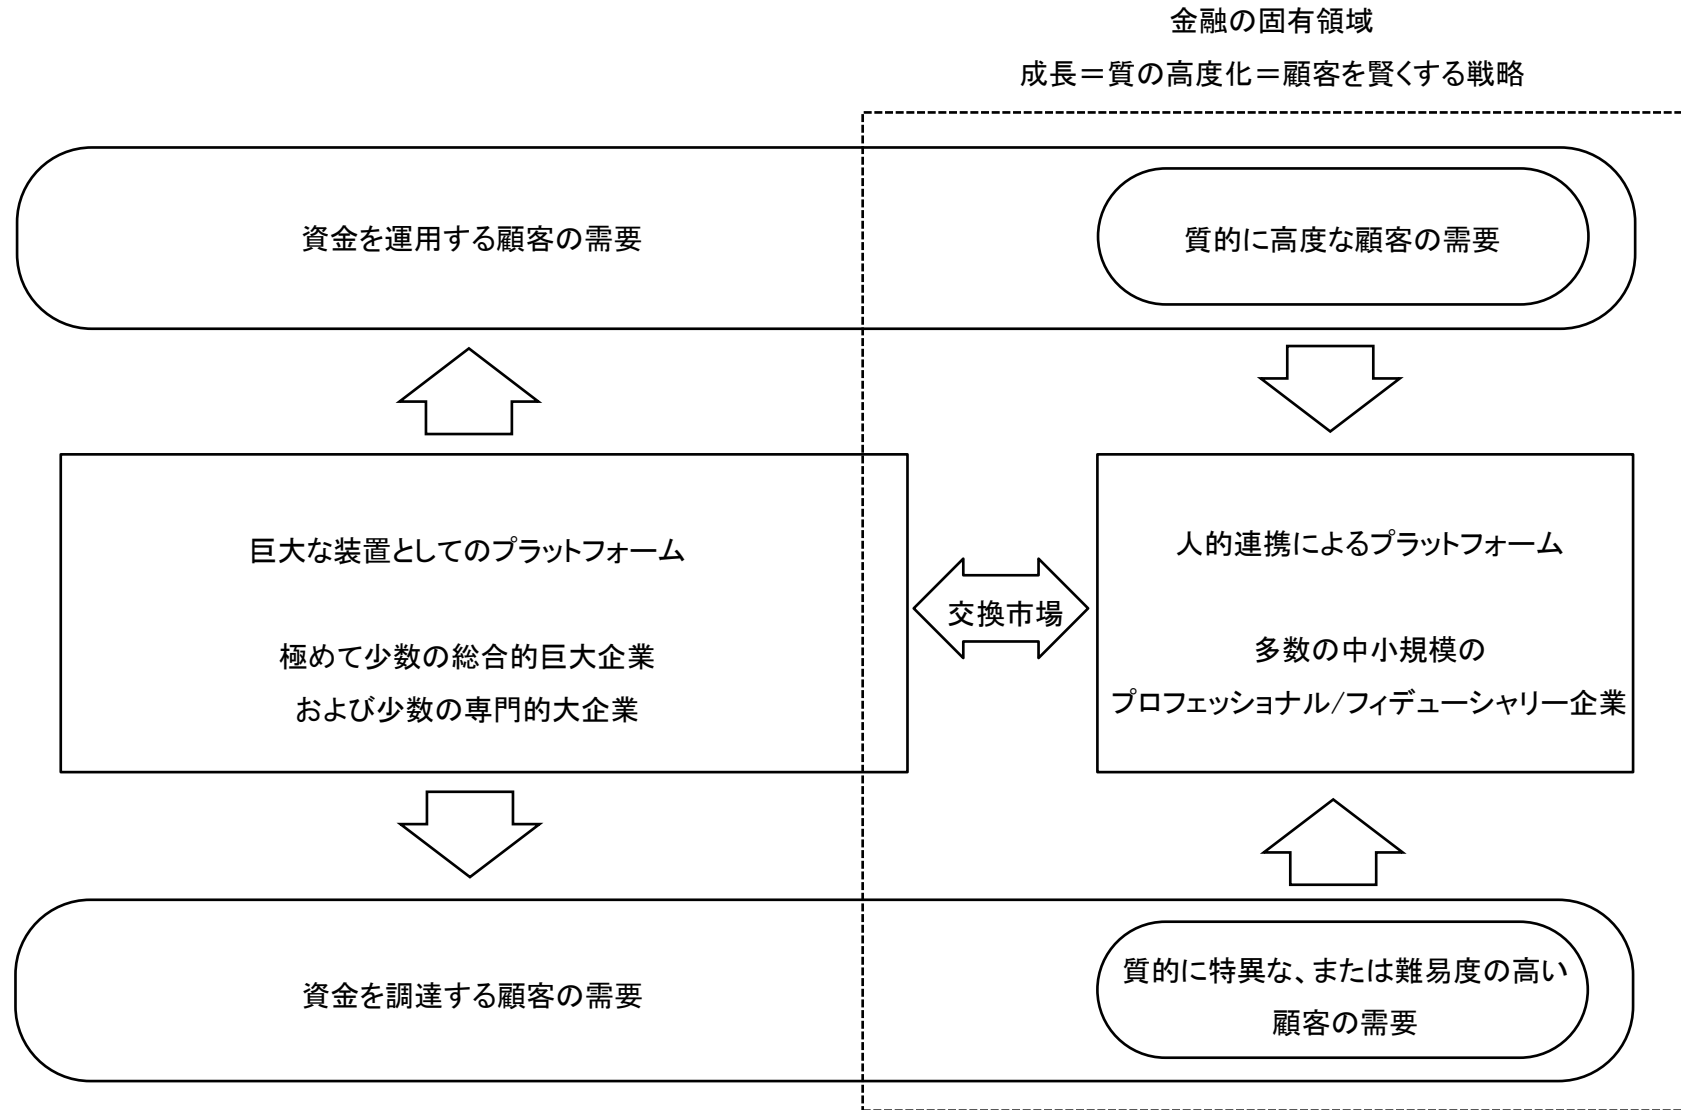 金融の固有領域
成長＝質の高度化＝顧客を賢くする戦略
資金を運用する顧客の需要
質的に高度な顧客の需要
巨大な装置としてのプラットフォーム
極めて少数の総合的巨大企業
および少数の専門的大企業
交換市場
人的連携によるプラットフォーム
多数の中小規模の
プロフェッショナル/フィデューシャリー企業
資金を調達する顧客の需要
質的に特異な、または難易度の高い
顧客の需要